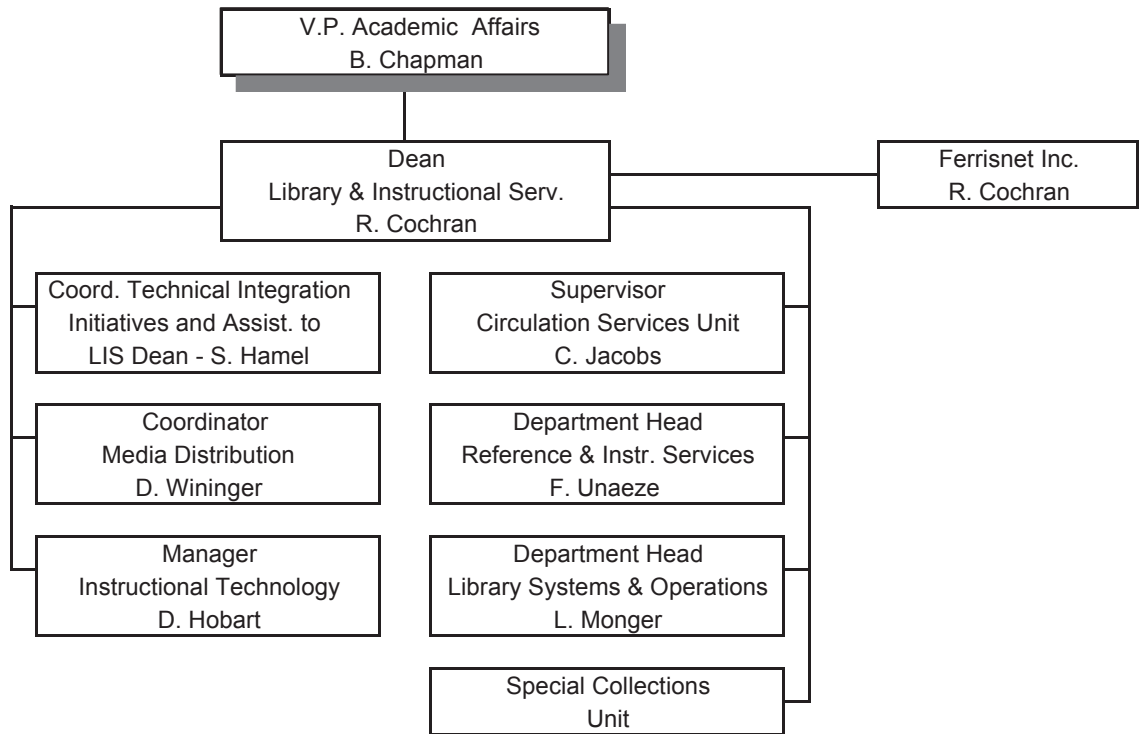 V.P. Academic Affairs
B. Chapman
Dean
Library & Instructional Serv.
R. Cochran
Ferrisnet Inc.
R. Cochran
Coord. Technical Integration
Initiatives and Assist. to
LIS Dean - S. Hamel
Supervisor
Circulation Services Unit
C. Jacobs
Coordinator
Media Distribution
D. Wininger
Department Head
Reference & Instr. Services
F. Unaeze
Manager
Instructional Technology
D. Hobart
Department Head
Library Systems & Operations
L. Monger
Special Collections
Unit